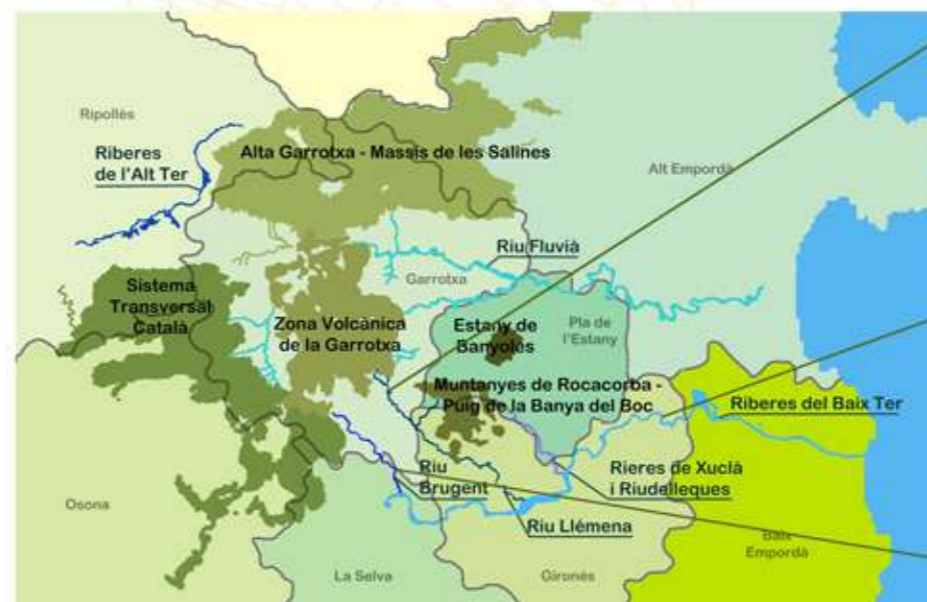 Ripollès
Riberes
de l'Alt Ter
Alta Garrotxa - Massis de les Salines
Alt Empordà
Riu Fluvià
Garrotxa
Sistema
Transversal
Català
Zona Volcànica
de la Garrotxa
Estany de
Banyoles
Pla de
l'Estany
Muntanyes de Rocacorba -
Puig de la Banya del Boc
Riberes del Baix Ter
Riu
Brugent
Rieres de Xuclà
i Riudelleques
Osona
Riu Llémena
Baix
Empordà
La Selva
Gironès